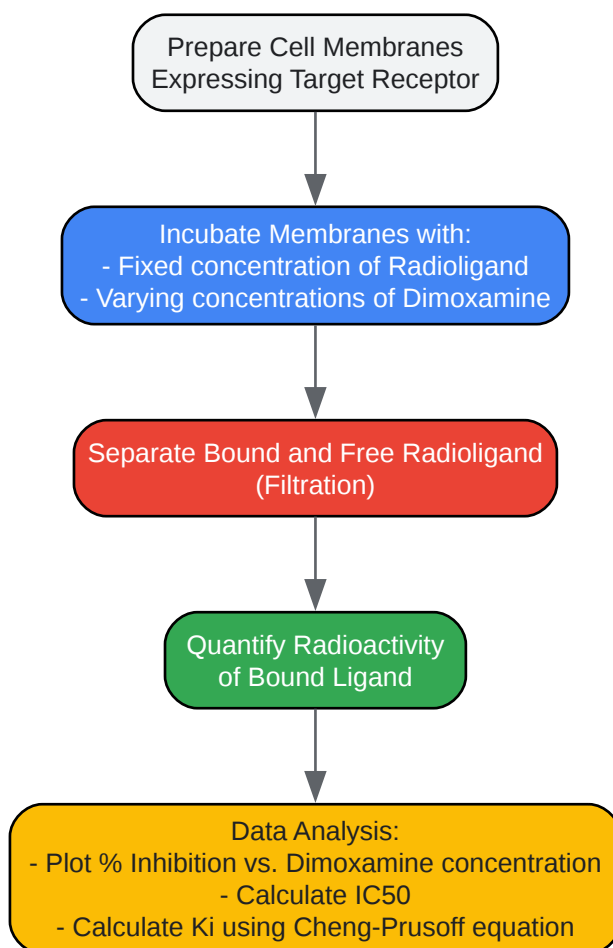 Prepare Cell Membranes
Expressing Target Receptor
Incubate Membranes with:
- Fixed concentration of Radioligand
- Varying concentrations of Dimoxamine
Separate Bound and Free Radioligand
(Filtration)
Quantify Radioactivity
of Bound Ligand
Data Analysis:
- Plot % Inhibition vs. Dimoxamine concentration
- Calculate IC50
- Calculate Ki using Cheng-Prusoff equation